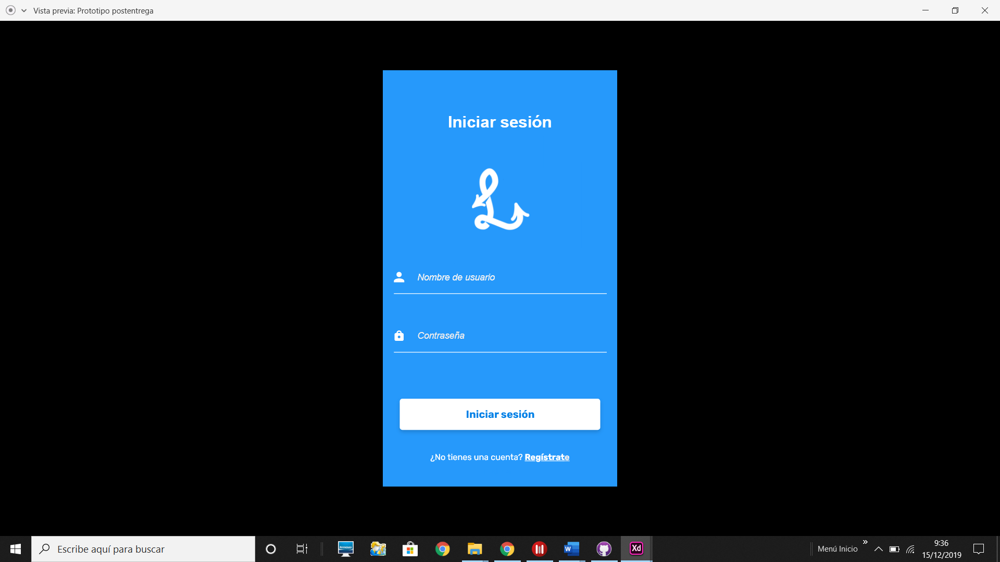 Vista previa: Prototipo postentrega
Iniciar sesión
Nombre de usuario
Contraseña
Iniciar sesión
¿No tienes una cuenta? Regístrate
Escribe aquí para buscar
Xd
Menú Inicio
9:36
15/12/2019